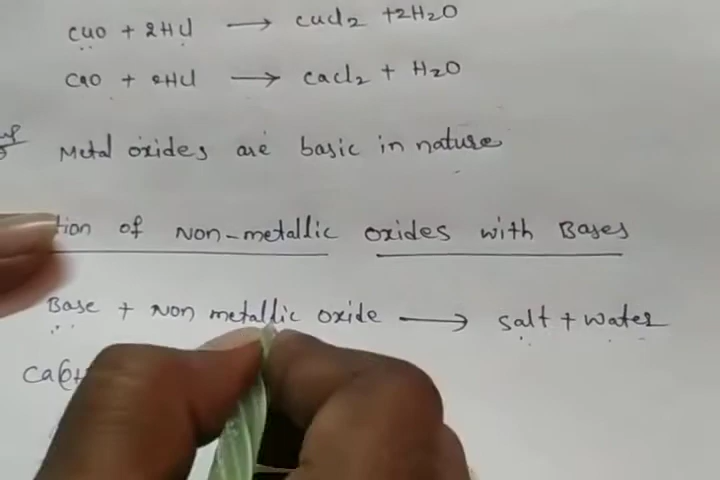 CuO + 2HCl → CuCl2 + 2H2O
CaO + 2HCl → CaCl2 + H2O
Metal oxides are basic in nature
tion of Non-metallic oxides with Bases
Base + Non metallic oxide → salt + water
Ca(